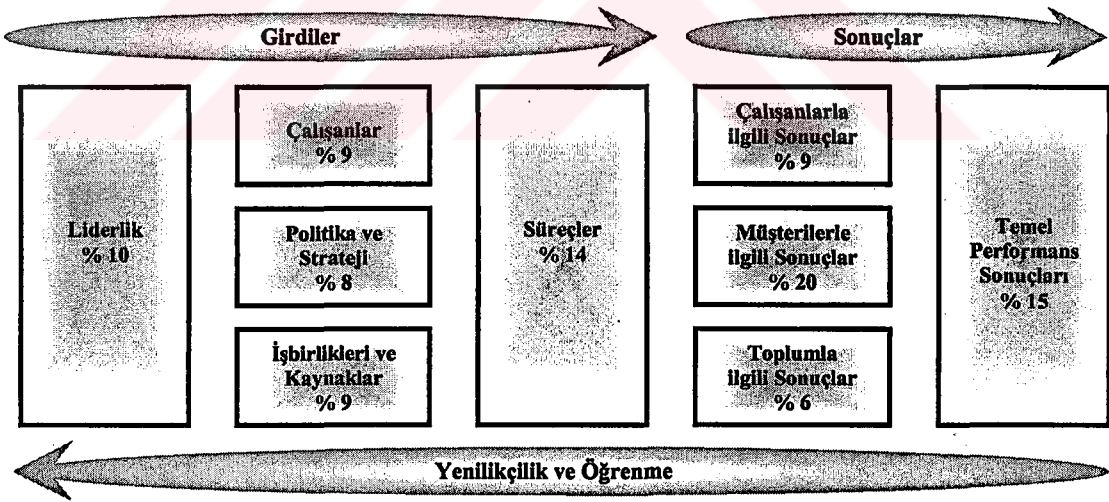 Girdiler
Sonuçlar
Liderlik
% 10
Çalışanlar
% 9
Politika ve
Strateji
% 8
İşbirlikleri ve
Kaynaklar
% 9
Süreçler
% 14
Çalışanlarla
ilgili Sonuçlar
% 9
Müşterilerle
ilgili Sonuçlar
% 20
Toplumla
ilgili Sonuçlar
% 6
Temel
Performans
Sonuçları
% 15
Yenilikçilik ve Öğrenme